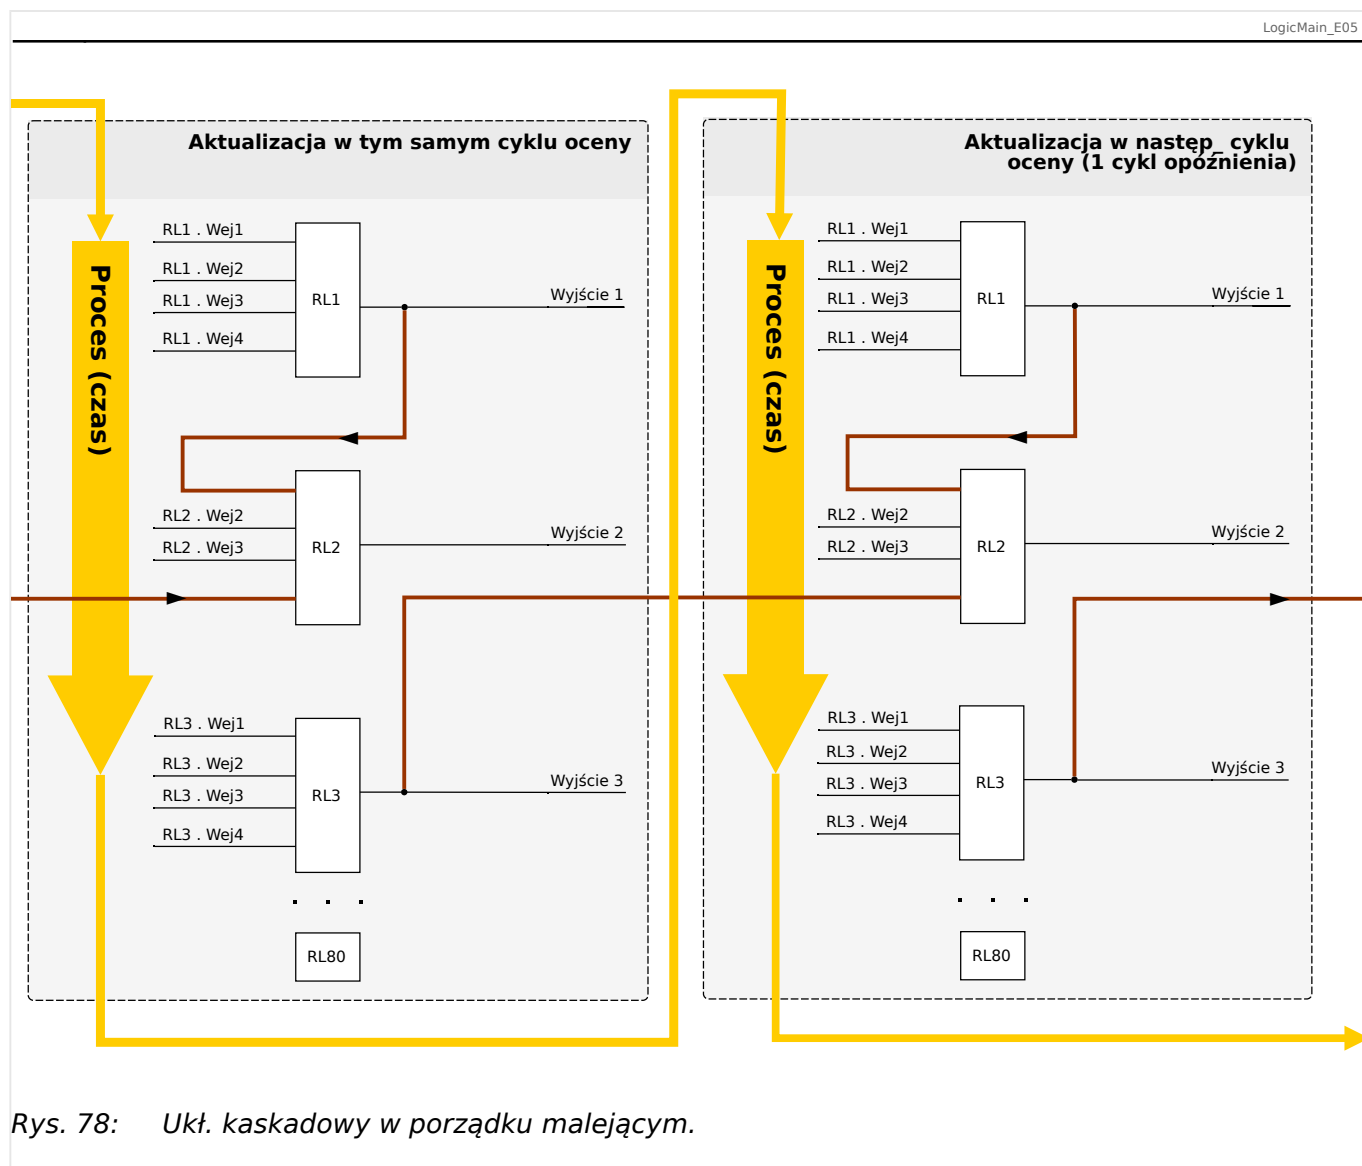 LogicMain_E05
Aktualizacja w tym samym cyklu oceny
Proces (czas)
RL1 . Wej1
RL1 . Wej2
RL1 . Wej3
RL1 . Wej4
RL1
Wyjście 1
RL2 . Wej2
RL2 . Wej3
RL2
Wyjście 2
RL3 . Wej1
RL3 . Wej2
RL3 . Wej3
RL3 . Wej4
RL3
Wyjście 3
. . .
RL80
Aktualizacja w następ_ cyklu
oceny (1 cykl opóźnienia)
Proces (czas)
RL1 . Wej1
RL1 . Wej2
RL1 . Wej3
RL1 . Wej4
RL1
Wyjście 1
RL2 . Wej2
RL2 . Wej3
RL2
Wyjście 2
RL3 . Wej1
RL3 . Wej2
RL3 . Wej3
RL3 . Wej4
RL3
Wyjście 3
. . .
RL80
Rys. 78: Ukł. kaskadowy w porządku malejącym.